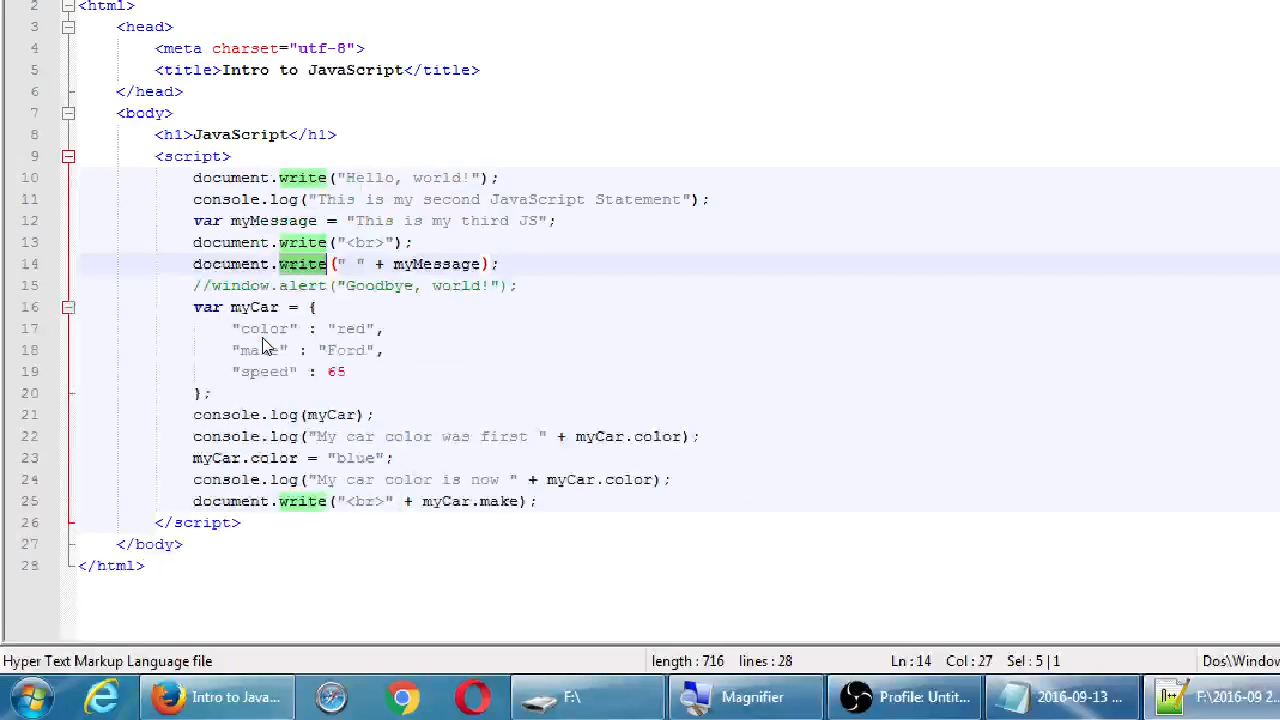 2 <html>
3 <head>
4 <meta charset="utf-8">
5 <title>Intro to JavaScript</title>
6 </head>
7 <body>
8 <h1>JavaScript</h1>
9 <script>
10 document.write("Hello, world!");
11 console.log("This is my second JavaScript Statement");
12 var myMessage = "This is my third JS";
13 document.write("<br>");
14 document.write(" " + myMessage);
15 //window.alert("Goodbye, world!");
16 var myCar = {
17 "color" : "red",
18 "make" : "Ford",
19 "speed" : 65
20 };
21 console.log(myCar);
22 console.log("My car color was first " + myCar.color);
23 myCar.color = "blue";
24 console.log("My car color is now " + myCar.color);
25 document.write("<br>" + myCar.make);
26 </script>
27 </body>
28 </html>
Hyper Text Markup Language file length : 716 lines : 28 Ln : 14 Col : 27 Sel : 5 | 1 Dos\Window
Intro to Java... F:\ Magnifier Profile: Untit... 2016-09-13 ... F:\2016-09 2...